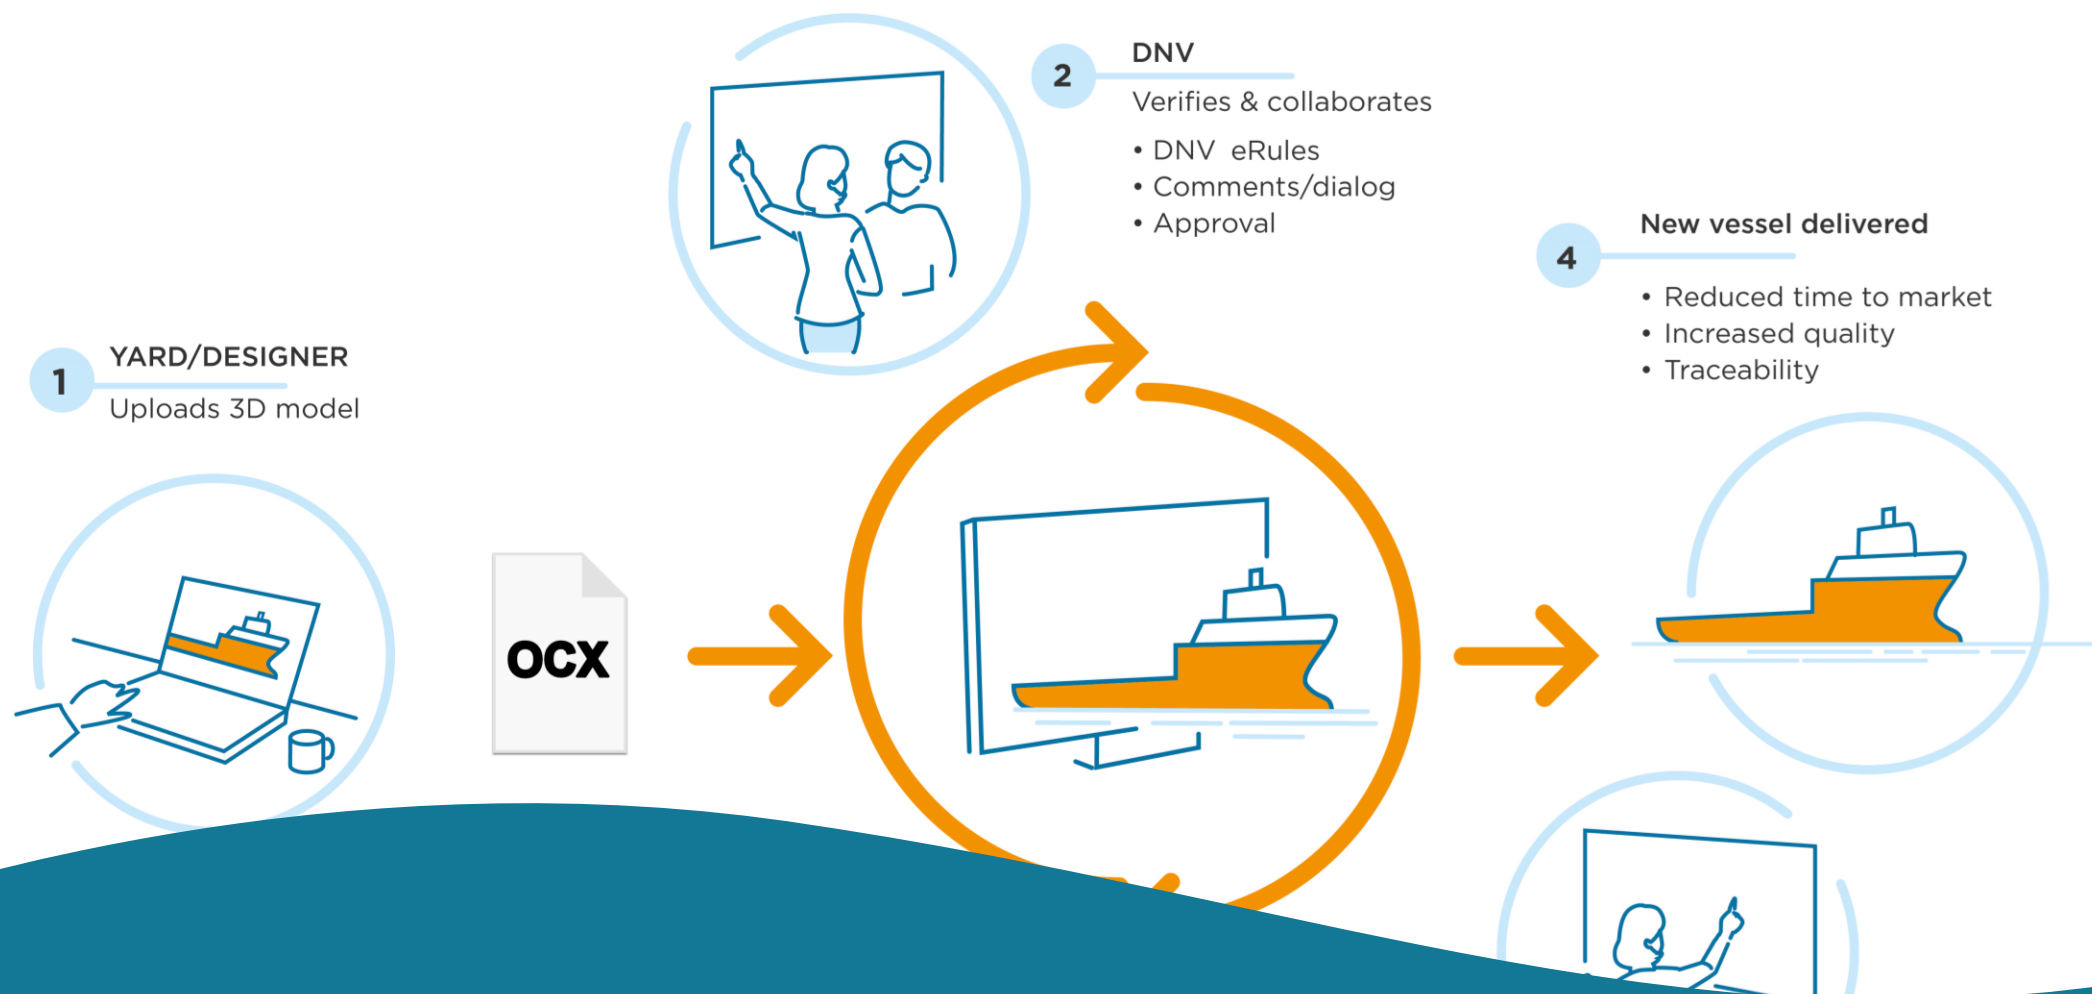 1
YARD/DESIGNER
Uploads 3D model
OCX
2
DNV
Verifies & collaborates
• DNV eRules
• Comments/dialog
• Approval
4
New vessel delivered
• Reduced time to market
• Increased quality
• Traceability